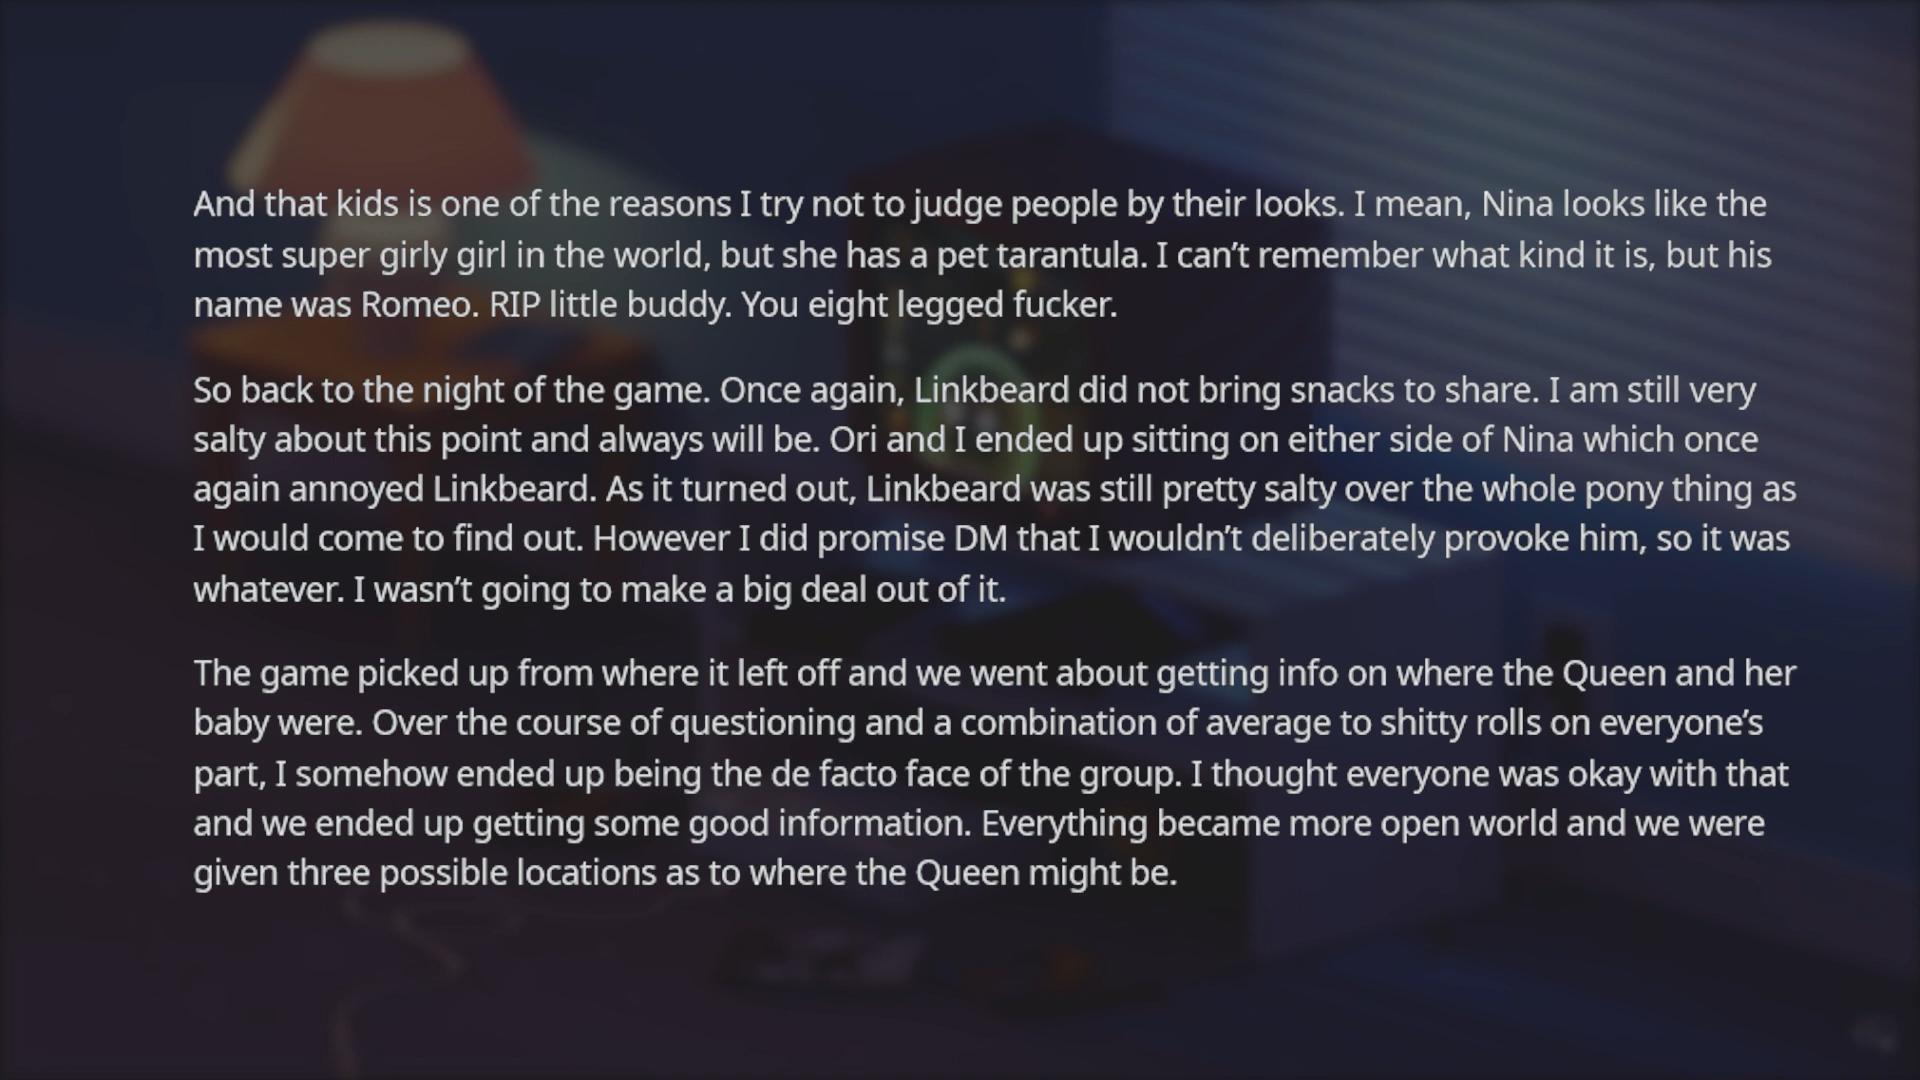 And that kids is one of the reasons I try not to judge people by their looks. I mean, Nina looks like the
most super girly girl in the world, but she has a pet tarantula. I can’t remember what kind it is, but his
name was Romeo. RIP little buddy. You eight legged fucker.
So back to the night of the game. Once again, Linkbeard did not bring snacks to share. I am still very
salty about this point and always will be. Ori and I ended up sitting on either side of Nina which once
again annoyed Linkbeard. As it turned out, Linkbeard was still pretty salty over the whole pony thing as
I would come to find out. However I did promise DM that I wouldn’t deliberately provoke him, so it was
whatever. I wasn’t going to make a big deal out of it.
The game picked up from where it left off and we went about getting info on where the Queen and her
baby were. Over the course of questioning and a combination of average to shitty rolls on everyone’s
part, I somehow ended up being the de facto face of the group. I thought everyone was okay with that
and we ended up getting some good information. Everything became more open world and we were
given three possible locations as to where the Queen might be.